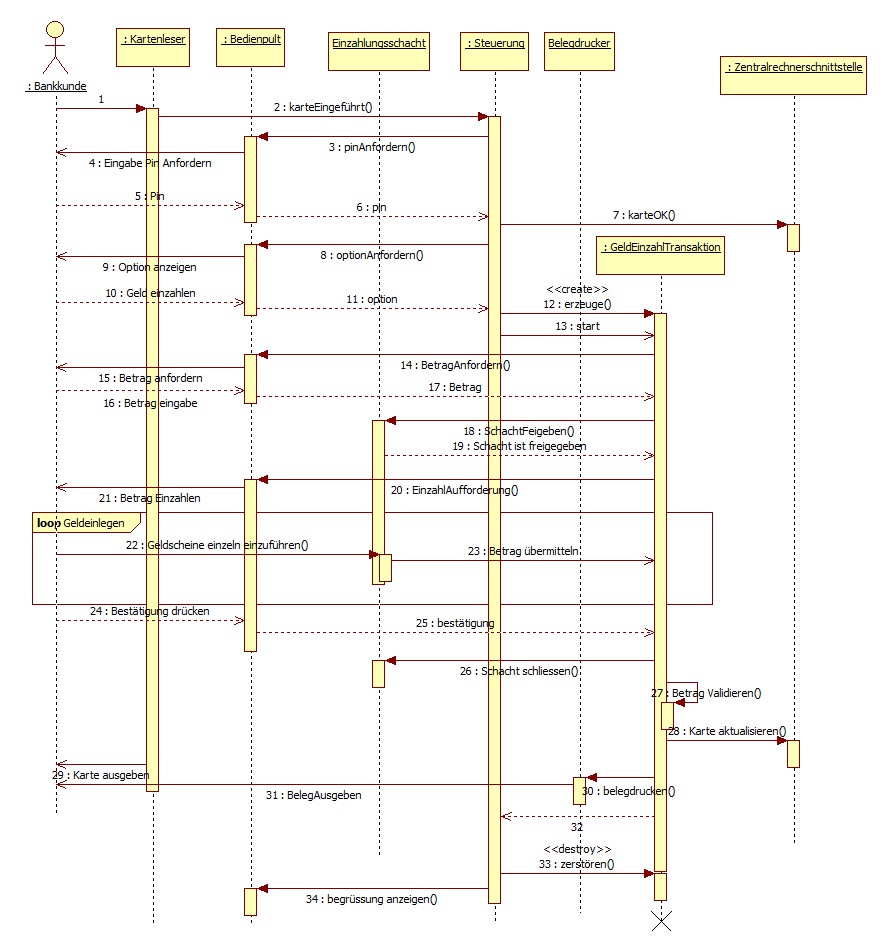 : Kartenleser
: Bedienpult
Einzahlungsschacht
: Steuerung
Belegdrucker
: Zentralrechnerschnittstelle
: Bankkunde
1
2 : karteEingeführt()
3 : pinAnfordern()
4 : Eingabe Pin Anfordern
5 : Pin
6 : pin
7 : karteOK()
: GeldEinzahlTransaktion
8 : optionAnfordern()
9 : Option anzeigen
10 : Geld einzahlen
11 : option
<<create>>
12 : erzeuge()
13 : start
14 : BetragAnfordern()
15 : Betrag anfordern
16 : Betrag eingabe
17 : Betrag
18 : SchachtFeigeben()
19 : Schacht ist freigegeben
20 : EinzahlAufforderung()
21 : Betrag Einzahlen
loop Geldeinlegen
22 : Geldscheine einzeln einzuführen()
23 : Betrag übermitteln
24 : Bestätigung drücken
25 : bestätigung
26 : Schacht schliessen()
27 : Betrag Validieren()
28 : Karte aktualisieren()
29 : Karte ausgeben
30 : belegdrucken()
31 : BelegAusgeben
32
<<destroy>>
33 : zerstören()
34 : begrüssung anzeigen()